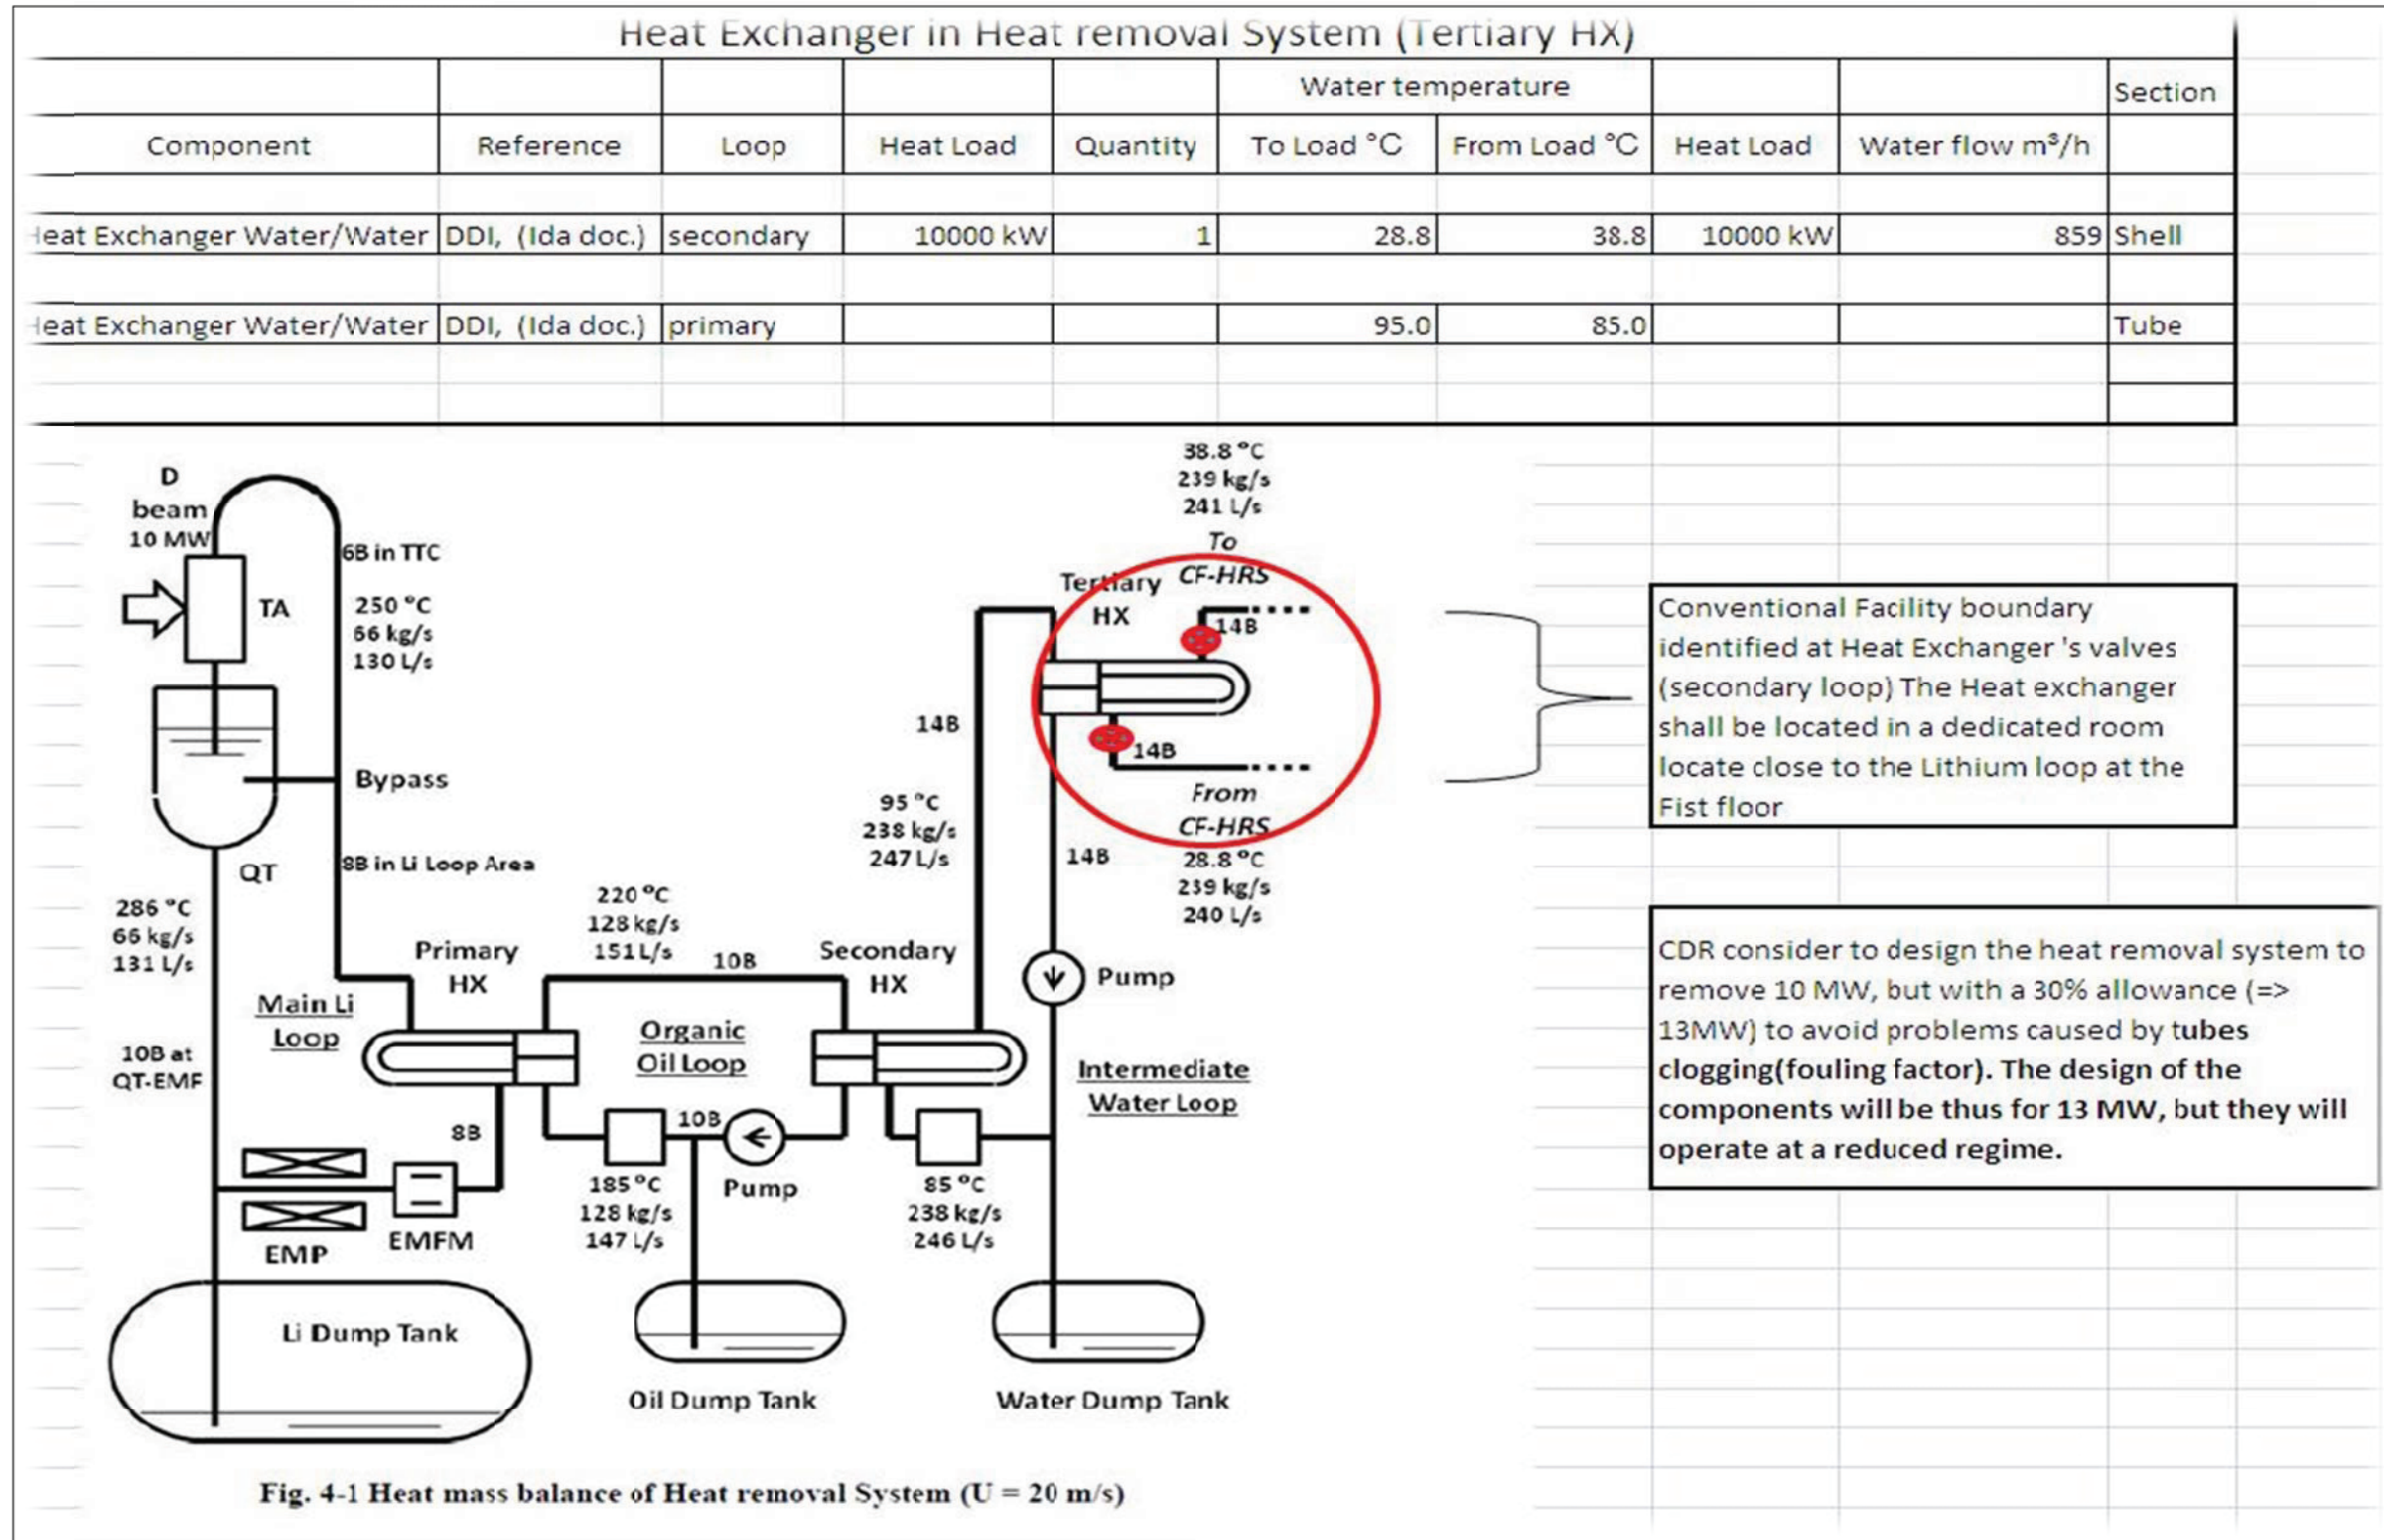 Heat Exchanger in Heat removal System (Tertiary HX)
Water temperature Section
Component Reference Loop Heat Load Quantity To Load °C From Load °C Heat Load Water flow m³/h
Heat Exchanger Water/Water DDI, (Ida doc.) secondary 10000 kW 1 28.8 38.8 10000 kW 859 Shell
Heat Exchanger Water/Water DDI, (Ida doc.) primary 95.0 85.0 Tube
D
beam
10 MW
TA
6B in TTC
250 °C
66 kg/s
130 L/s
Bypass
QT
8B in Li Loop Area
286 °C
66 kg/s
131 L/s
10B at
QT-EMF
Main Li
Loop
Primary
HX
8B
EMP
EMFM
Li Dump Tank
220 °C
128 kg/s
151 L/s
10B
Organic
Oil Loop
10B
185 °C
128 kg/s
147 L/s
Pump
Oil Dump Tank
Secondary
HX
14B
95 °C
238 kg/s
247 L/s
85 °C
238 kg/s
246 L/s
38.8 °C
239 kg/s
241 L/s
To
CF-HRS
Tertiary
HX
14B
14B
From
CF-HRS
28.8 °C
239 kg/s
240 L/s
14B
Pump
Intermediate
Water Loop
Water Dump Tank
Conventional Facility boundary
identified at Heat Exchanger 's valves
(secondary loop) The Heat exchanger
shall be located in a dedicated room
locate close to the Lithium loop at the
Fist floor
CDR consider to design the heat removal system to
remove 10 MW, but with a 30% allowance (=>
13MW) to avoid problems caused by tubes
clogging(fouling factor). The design of the
components will be thus for 13 MW, but they will
operate at a reduced regime.
Fig. 4-1 Heat mass balance of Heat removal System (U = 20 m/s)